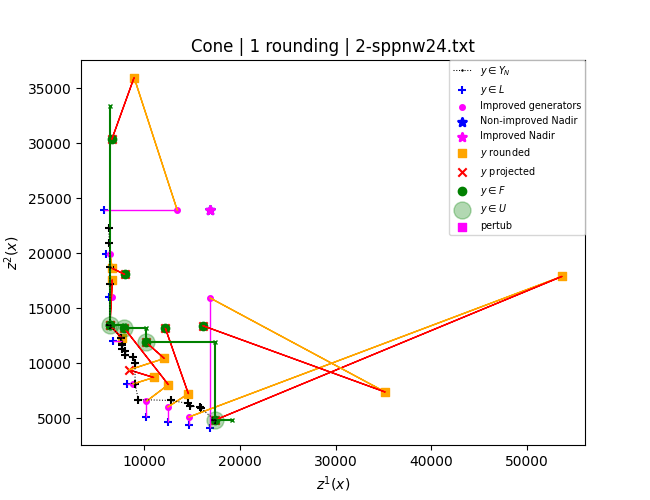 Cone | 1 rounding | 2-sppnw24.txt
z²(x)
35000
30000
25000
20000
15000
10000
5000
10000 20000 30000 40000 50000
z¹(x)
y ∈ Y_N
y ∈ L
Improved generators
Non-improved Nadir
Improved Nadir
y rounded
y projected
y ∈ F
y ∈ U
pertub